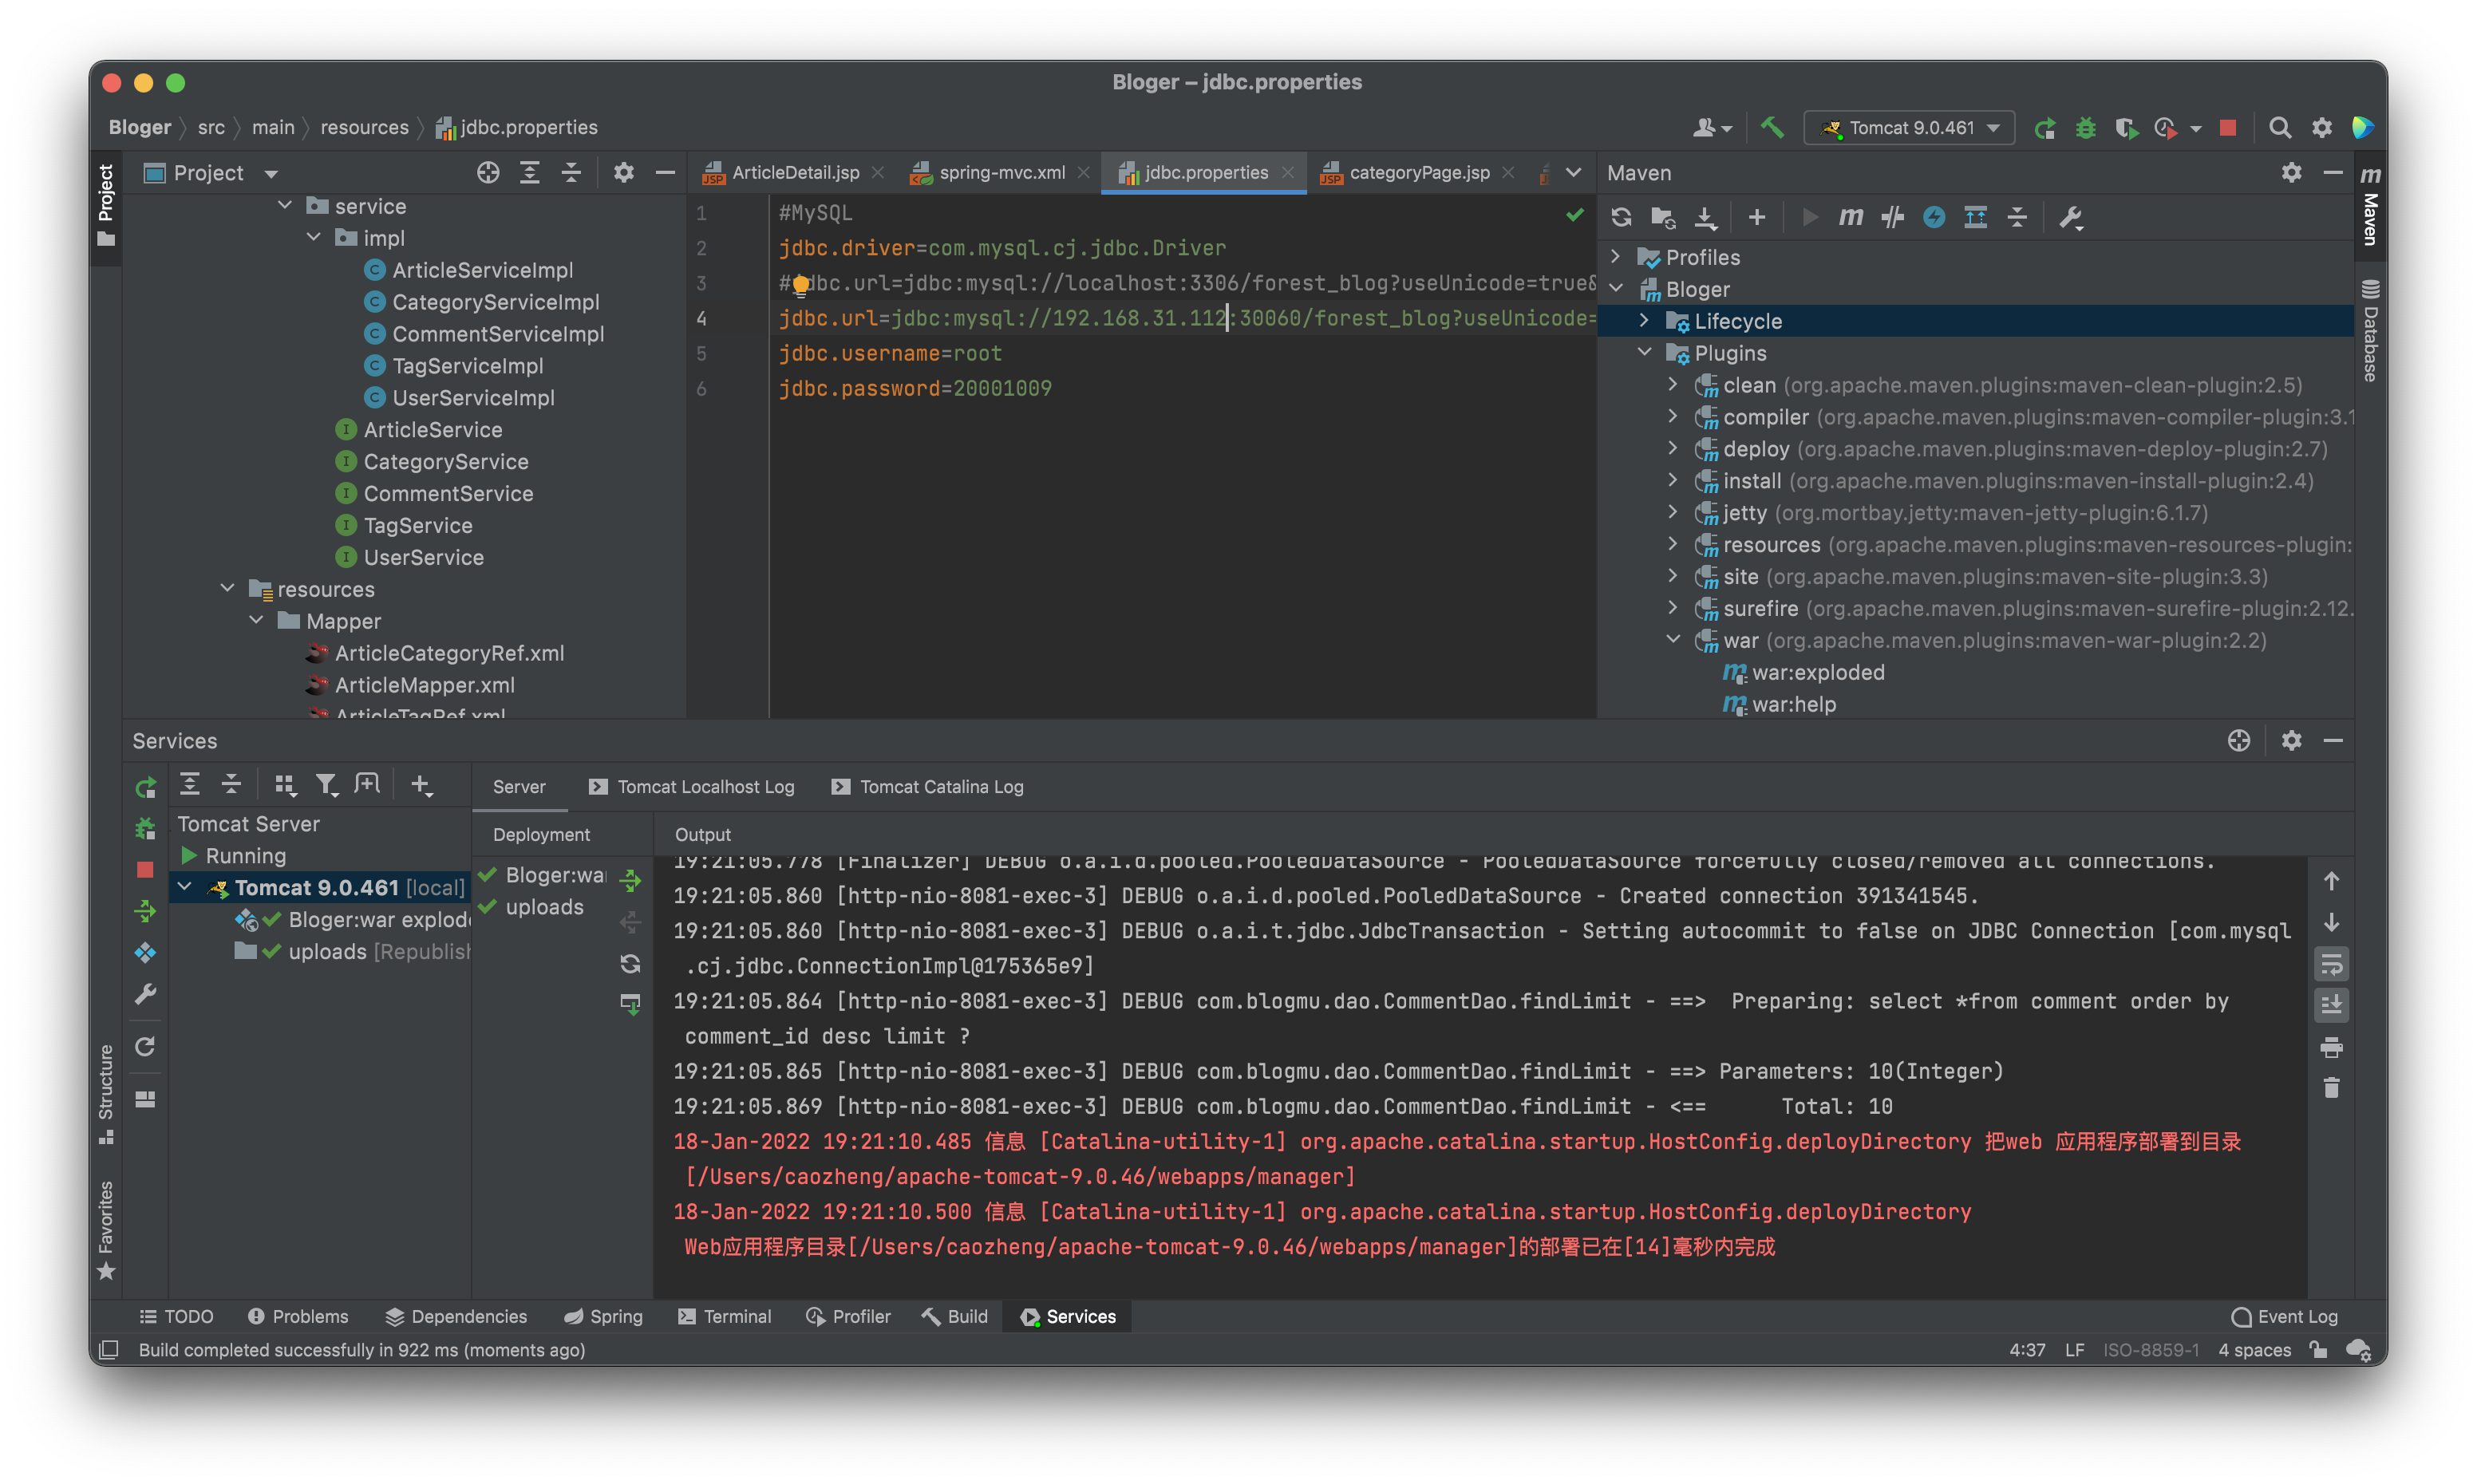 Bloger – jdbc.properties
Bloger src main resources jdbc.properties
Tomcat 9.0.461
Project
Project
ArticleDetail.jsp spring-mvc.xml jdbc.properties categoryPage.jsp
Maven
Maven
Database
service
impl
ArticleServiceImpl
CategoryServiceImpl
CommentServiceImpl
TagServiceImpl
UserServiceImpl
ArticleService
CategoryService
CommentService
TagService
UserService
resources
Mapper
ArticleCategoryRef.xml
ArticleMapper.xml
ArticleTagRef.xml
1 #MySQL
2 jdbc.driver=com.mysql.cj.jdbc.Driver
3 #jdbc.url=jdbc:mysql://localhost:3306/forest_blog?useUnicode=true&
4 jdbc.url=jdbc:mysql://192.168.31.112:30060/forest_blog?useUnicode=
5 jdbc.username=root
6 jdbc.password=20001009
Profiles
Bloger
Lifecycle
Plugins
clean (org.apache.maven.plugins:maven-clean-plugin:2.5)
compiler (org.apache.maven.plugins:maven-compiler-plugin:3.1
deploy (org.apache.maven.plugins:maven-deploy-plugin:2.7)
install (org.apache.maven.plugins:maven-install-plugin:2.4)
jetty (org.mortbay.jetty:maven-jetty-plugin:6.1.7)
resources (org.apache.maven.plugins:maven-resources-plugin:
site (org.apache.maven.plugins:maven-site-plugin:3.3)
surefire (org.apache.maven.plugins:maven-surefire-plugin:2.12.
war (org.apache.maven.plugins:maven-war-plugin:2.2)
war:exploded
war:help
Services
Server Tomcat Localhost Log Tomcat Catalina Log
Tomcat Server
Running
Tomcat 9.0.461 [local]
Bloger:war explode
uploads [Republish
Deployment
Bloger:war
uploads
Output
19:21:05.778 [Finalizer] DEBUG o.a.i.d.pooled.PooledDataSource - PooledDataSource forcefully closed/removed all connections.
19:21:05.860 [http-nio-8081-exec-3] DEBUG o.a.i.d.pooled.PooledDataSource - Created connection 391341545.
19:21:05.860 [http-nio-8081-exec-3] DEBUG o.a.i.t.jdbc.JdbcTransaction - Setting autocommit to false on JDBC Connection [com.mysql
.cj.jdbc.ConnectionImpl@175365e9]
19:21:05.864 [http-nio-8081-exec-3] DEBUG com.blogmu.dao.CommentDao.findLimit - ==>  Preparing: select *from comment order by
comment_id desc limit ?
19:21:05.865 [http-nio-8081-exec-3] DEBUG com.blogmu.dao.CommentDao.findLimit - ==> Parameters: 10(Integer)
19:21:05.869 [http-nio-8081-exec-3] DEBUG com.blogmu.dao.CommentDao.findLimit - <==      Total: 10
18-Jan-2022 19:21:10.485 信息 [Catalina-utility-1] org.apache.catalina.startup.HostConfig.deployDirectory 把web 应用程序部署到目录
[/Users/caozheng/apache-tomcat-9.0.46/webapps/manager]
18-Jan-2022 19:21:10.500 信息 [Catalina-utility-1] org.apache.catalina.startup.HostConfig.deployDirectory
Web应用程序目录[/Users/caozheng/apache-tomcat-9.0.46/webapps/manager]的部署已在[14]毫秒内完成
Structure
Favorites
TODO Problems Dependencies Spring Terminal Profiler Build Services Event Log
Build completed successfully in 922 ms (moments ago) 4:37 LF ISO-8859-1 4 spaces